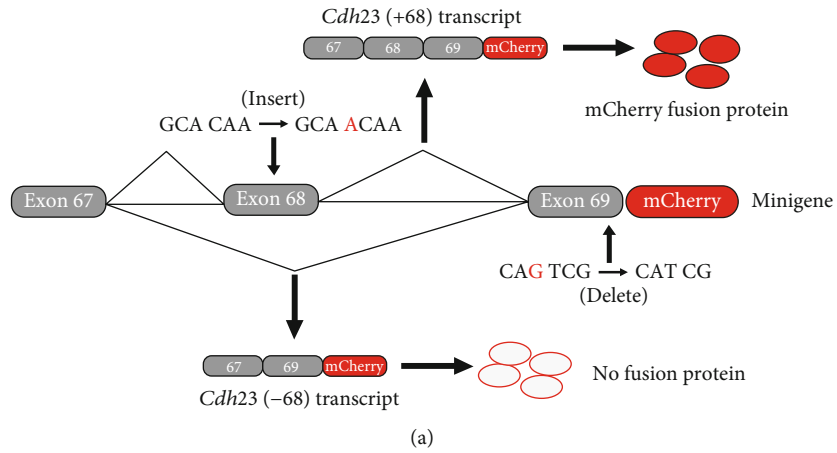 Cdh23 (+68) transcript
67 68 69 mCherry
mCherry fusion protein
(Insert)
GCA CAA → GCA ACAA
Exon 67 Exon 68 Exon 69 mCherry Minigene
CAG TCG → CAT CG
(Delete)
67 69 mCherry
No fusion protein
Cdh23 (−68) transcript
(a)